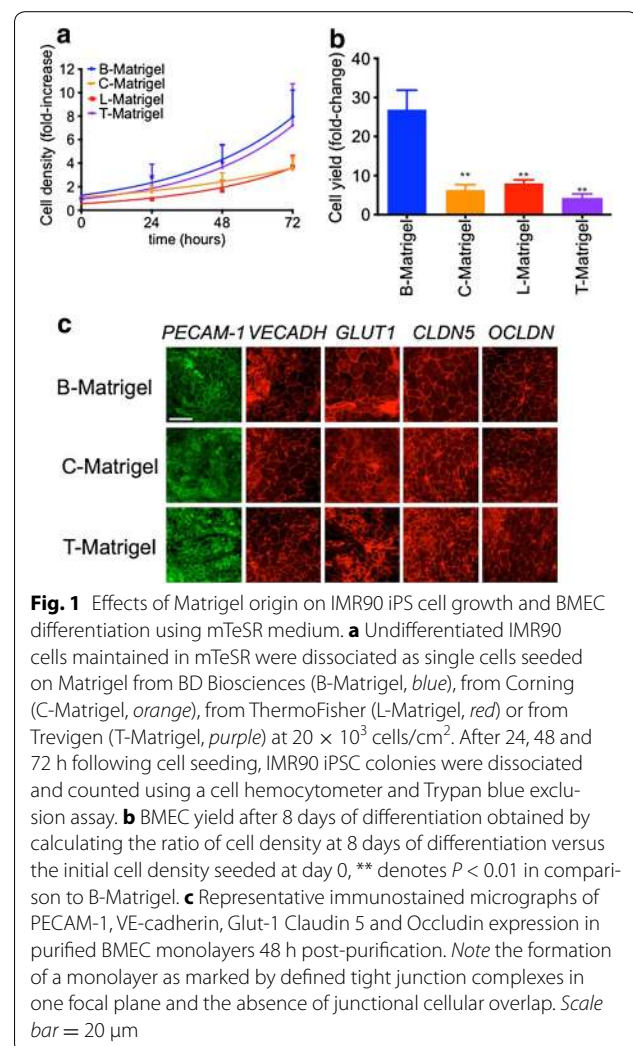 a
12
10
8
6
4
2
0
Cell density (fold-increase)
B-Matrigel
C-Matrigel
L-Matrigel
T-Matrigel
0 24 48 72
time (hours)
b
40
30
20
10
0
Cell yield (fold-change)
** ** **
B-Matrigel
C-Matrigel
L-Matrigel
T-Matrigel
c
PECAM-1 VECADH GLUT1 CLDN5 OCLDN
B-Matrigel
C-Matrigel
T-Matrigel
Fig. 1 Effects of Matrigel origin on IMR90 iPS cell growth and BMEC
differentiation using mTeSR medium. a Undifferentiated IMR90
cells maintained in mTeSR were dissociated as single cells seeded
on Matrigel from BD Biosciences (B-Matrigel, blue), from Corning
(C-Matrigel, orange), from ThermoFisher (L-Matrigel, red) or from
Trevigen (T-Matrigel, purple) at 20 × 10³ cells/cm². After 24, 48 and
72 h following cell seeding, IMR90 iPSC colonies were dissociated
and counted using a cell hemocytometer and Trypan blue exclu-
sion assay. b BMEC yield after 8 days of differentiation obtained by
calculating the ratio of cell density at 8 days of differentiation versus
the initial cell density seeded at day 0, ** denotes P < 0.01 in compari-
son to B-Matrigel. c Representative immunostained micrographs of
PECAM-1, VE-cadherin, Glut-1 Claudin 5 and Occludin expression in
purified BMEC monolayers 48 h post-purification. Note the formation
of a monolayer as marked by defined tight junction complexes in
one focal plane and the absence of junctional cellular overlap. Scale
bar = 20 μm